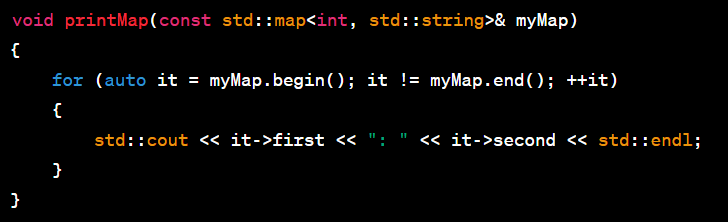 void printMap(const std::map<int, std::string>& myMap)
{
    for (auto it = myMap.begin(); it != myMap.end(); ++it)
    {
        std::cout << it->first << ": " << it->second << std::endl;
    }
}